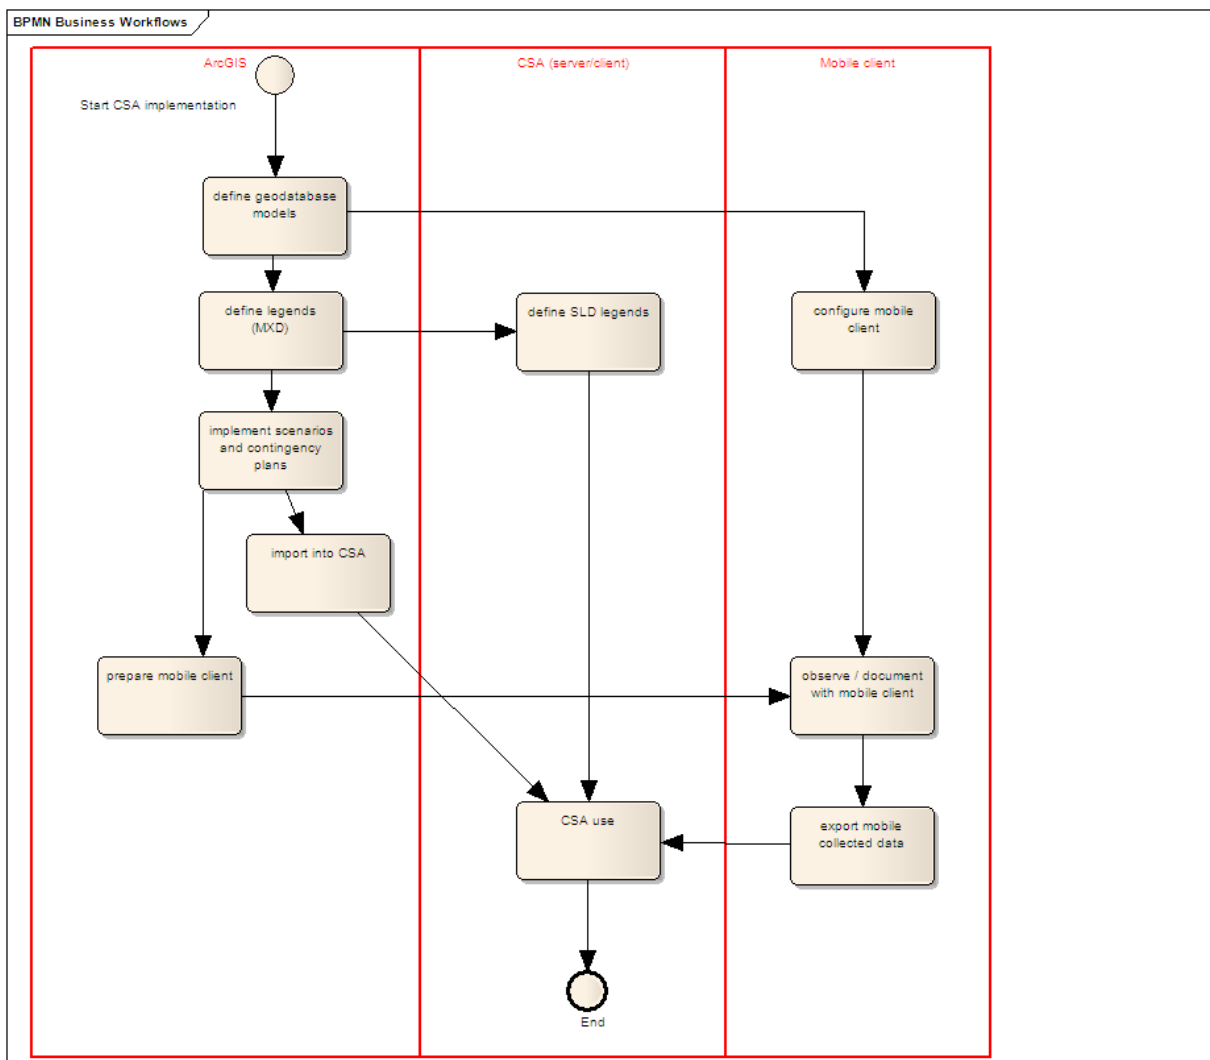 BPMN Business Workflows
ArcGIS
CSA (server/client)
Mobile client
Start CSA implementation
define geodatabase
models
define legends
(MXD)
define SLD legends
configure mobile
client
implement scenarios
and contingency
plans
import into CSA
prepare mobile client
observe / document
with mobile client
CSA use
export mobile
collected data
End